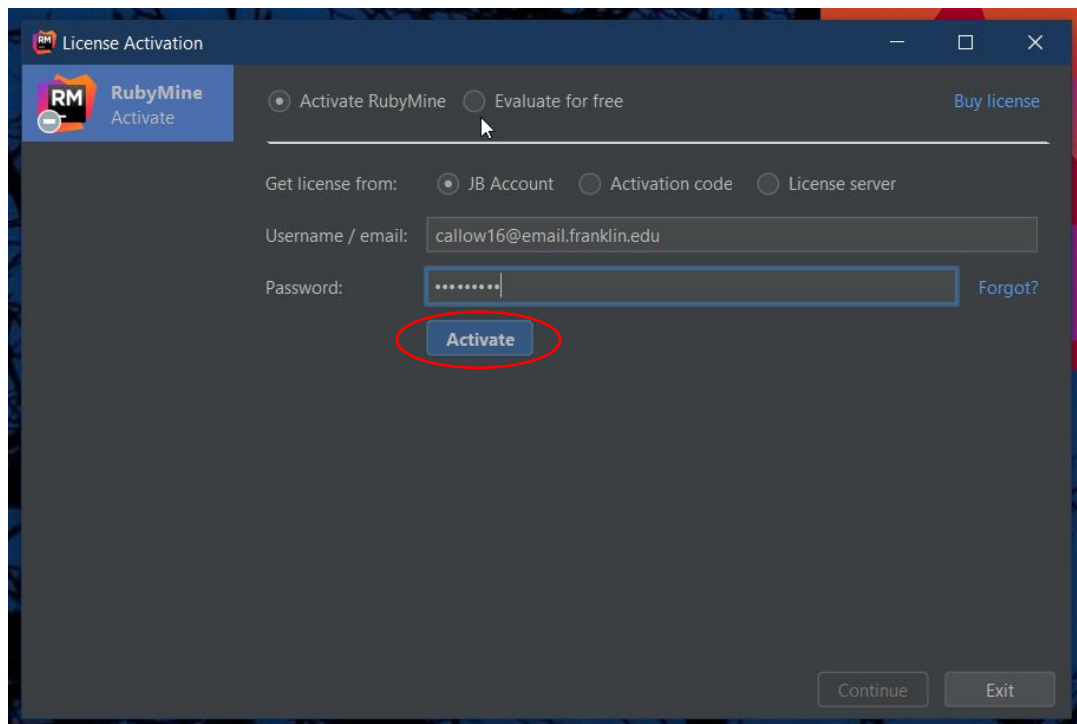 License Activation
RM RubyMine
Activate
Activate RubyMine Evaluate for free Buy license
Get license from: JB Account Activation code License server
Username / email: callow16@email.franklin.edu
Password: ••••••••• Forgot?
Activate
Continue Exit